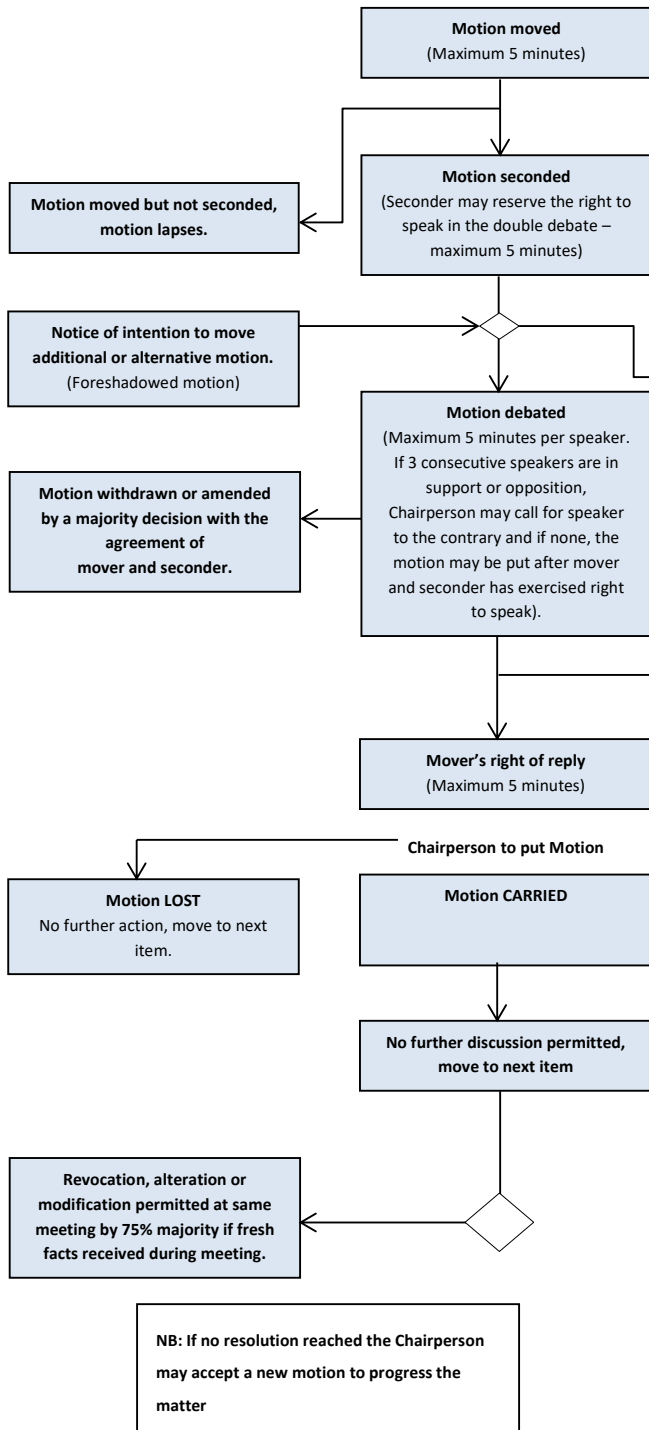 Motion moved
(Maximum 5 minutes)
Motion seconded
(Seconder may reserve the right to
speak in the double debate –
maximum 5 minutes)
Motion moved but not seconded,
motion lapses.
Notice of intention to move
additional or alternative motion.
(Foreshadowed motion)
Motion debated
(Maximum 5 minutes per speaker.
If 3 consecutive speakers are in
support or opposition,
Chairperson may call for speaker
to the contrary and if none, the
motion may be put after mover
and seconder has exercised right
to speak).
Motion withdrawn or amended
by a majority decision with the
agreement of
mover and seconder.
Mover’s right of reply
(Maximum 5 minutes)
Chairperson to put Motion
Motion LOST
No further action, move to next
item.
Motion CARRIED
No further discussion permitted,
move to next item
Revocation, alteration or
modification permitted at same
meeting by 75% majority if fresh
facts received during meeting.
NB: If no resolution reached the Chairperson
may accept a new motion to progress the
matter